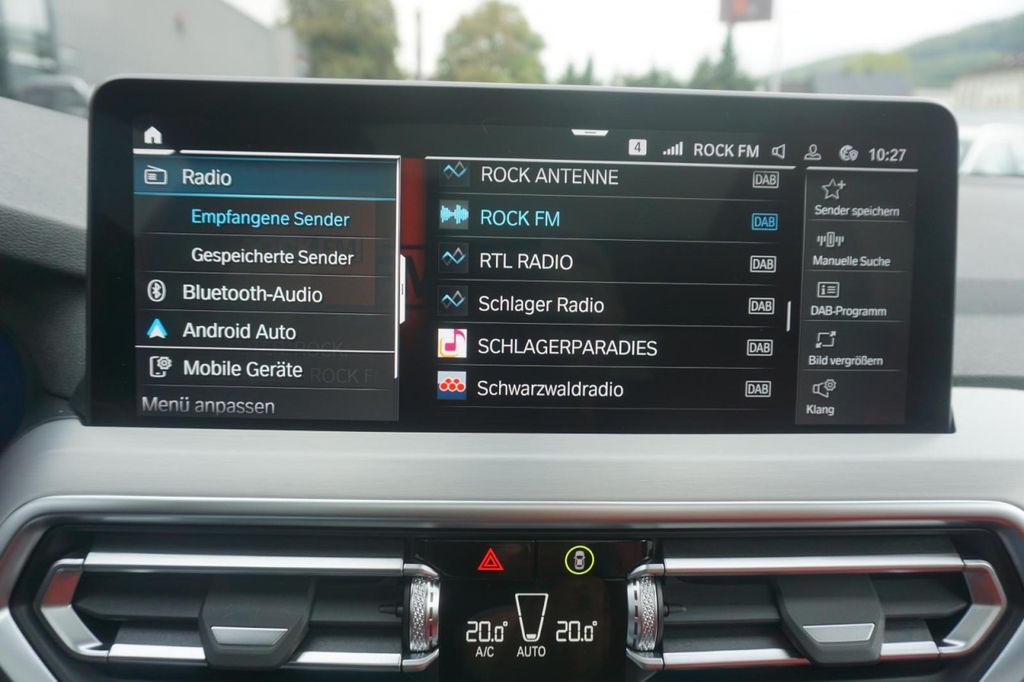 4 ROCK FM 10:27
Radio
Empfangene Sender
Gespeicherte Sender
Bluetooth-Audio
Android Auto
Mobile Geräte
Menü anpassen
ROCK ANTENNE DAB
ROCK FM DAB
RTL RADIO DAB
Schlager Radio DAB
SCHLAGERPARADIES DAB
Schwarzwaldradio DAB
Sender speichern
Manuelle Suche
DAB-Programm
Bild vergrößern
Klang
20.0° 20.0°
A/C AUTO